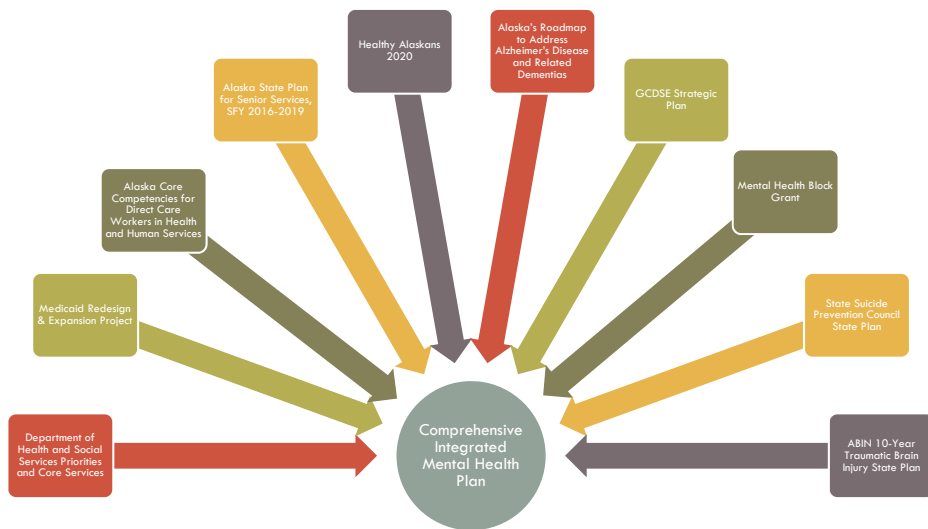 Alaska's Roadmap
to Address
Alzheimer's Disease
and Related
Dementias
Healthy Alaskans
2020
Alaska State Plan
for Senior Services,
SFY 2016-2019
GCDSE Strategic
Plan
Alaska Core
Competencies for
Direct Care
Workers in Health
and Human Services
Mental Health Block
Grant
Medicaid Redesign
& Expansion Project
State Suicide
Prevention Council
State Plan
Department of
Health and Social
Services Priorities
and Core Services
Comprehensive
Integrated
Mental Health
Plan
ABIN 10-Year
Traumatic Brain
Injury State Plan